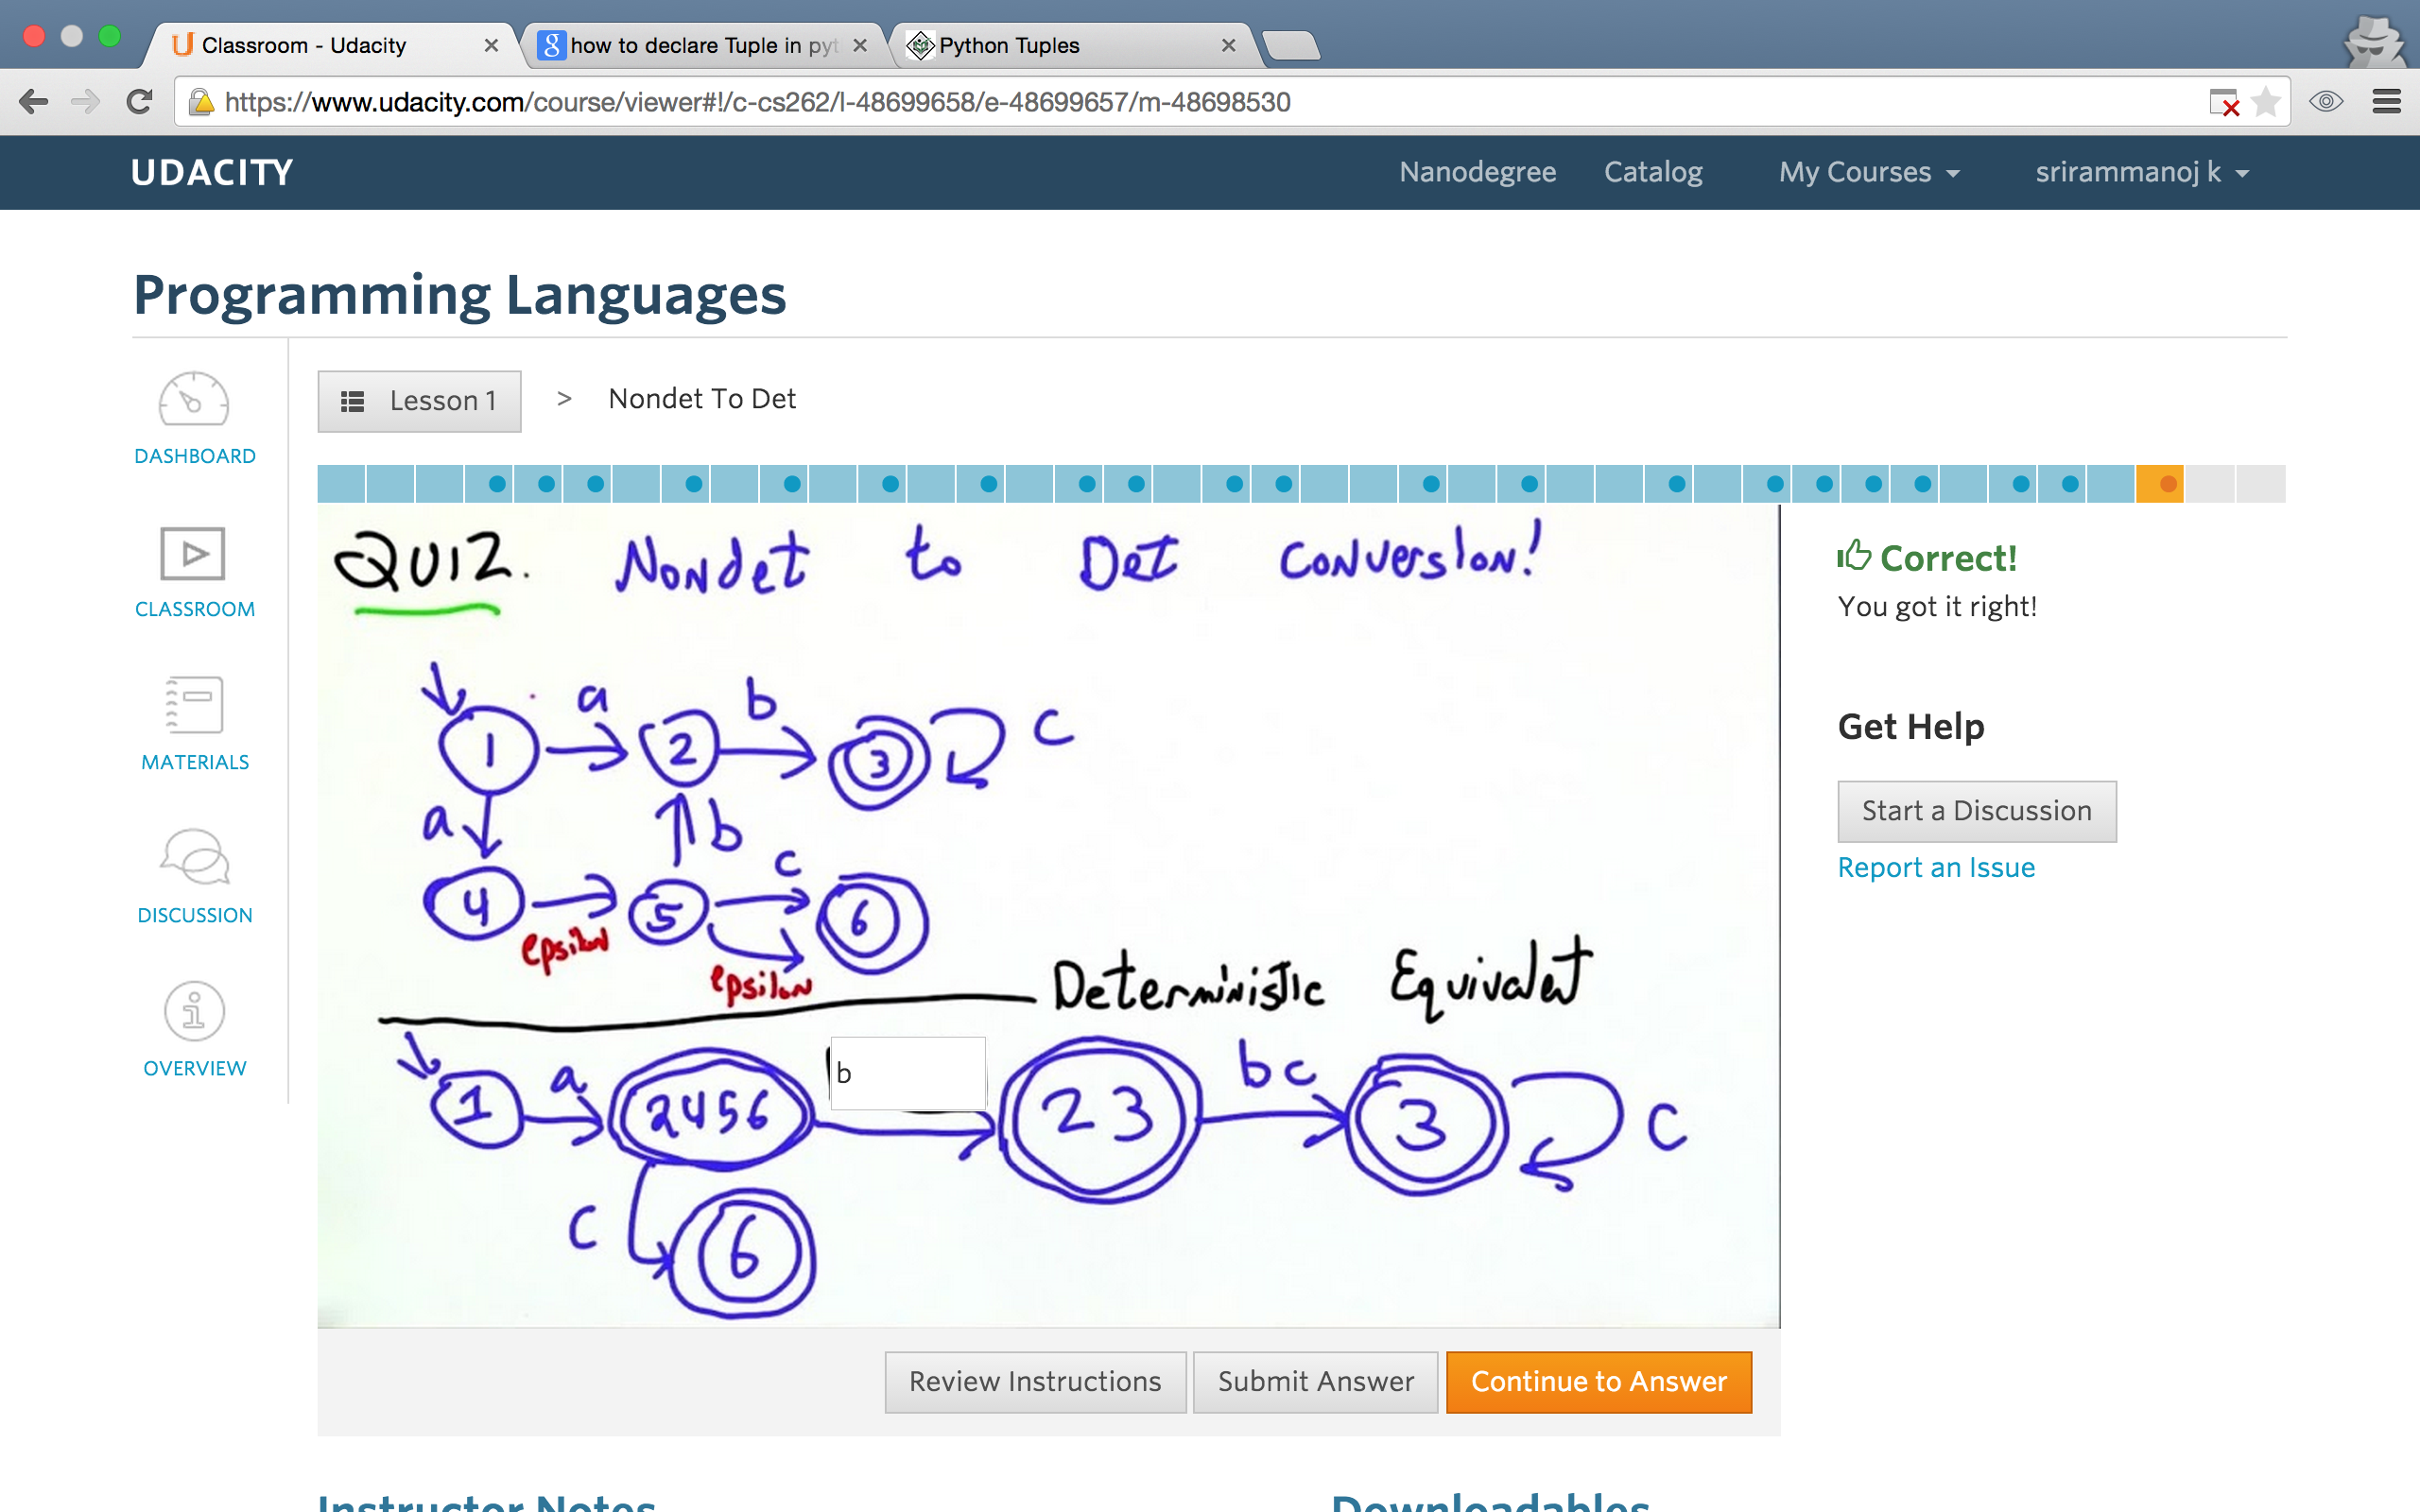 Classroom - Udacity
how to declare Tuple in pyt
Python Tuples
https://www.udacity.com/course/viewer#!/c-cs262/l-48699658/e-48699657/m-48698530
UDACITY
Nanodegree
Catalog
My Courses
srirammanoj k
Programming Languages
Lesson 1
>
Nondet To Det
DASHBOARD
CLASSROOM
MATERIALS
DISCUSSION
OVERVIEW
QUIZ. Nondet to Det Conversion!
1 a 2 b 3 c
a b
4 epsilon 5 c 6
epsilon
Deterministic Equivalent
1 a 2456 b 23 bc 3 c
c 6
Correct!
You got it right!
Get Help
Start a Discussion
Report an Issue
Review Instructions
Submit Answer
Continue to Answer
Instructor Notes
Downloadables